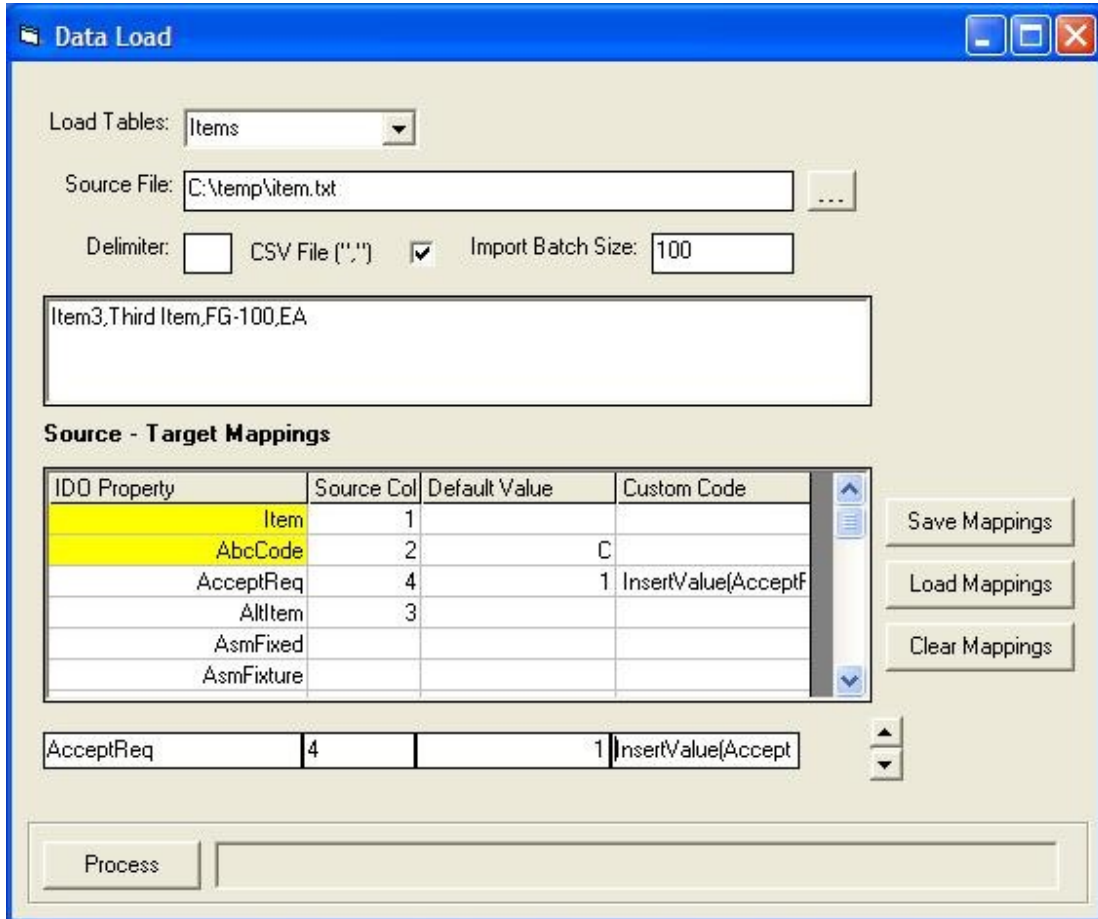 Data Load
Load Tables: Items
Source File: C:\temp\item.txt ...
Delimiter: CSV File (",") Import Batch Size: 100
Item3,Third Item,FG-100,EA
Source - Target Mappings
IDO Property Source Col Default Value Custom Code
Item 1
AbcCode 2 C
AcceptReq 4 1 InsertValue(AcceptF
AltItem 3
AsmFixed
AsmFixture
Save Mappings
Load Mappings
Clear Mappings
AcceptReq 4 1 InsertValue(Accept
Process